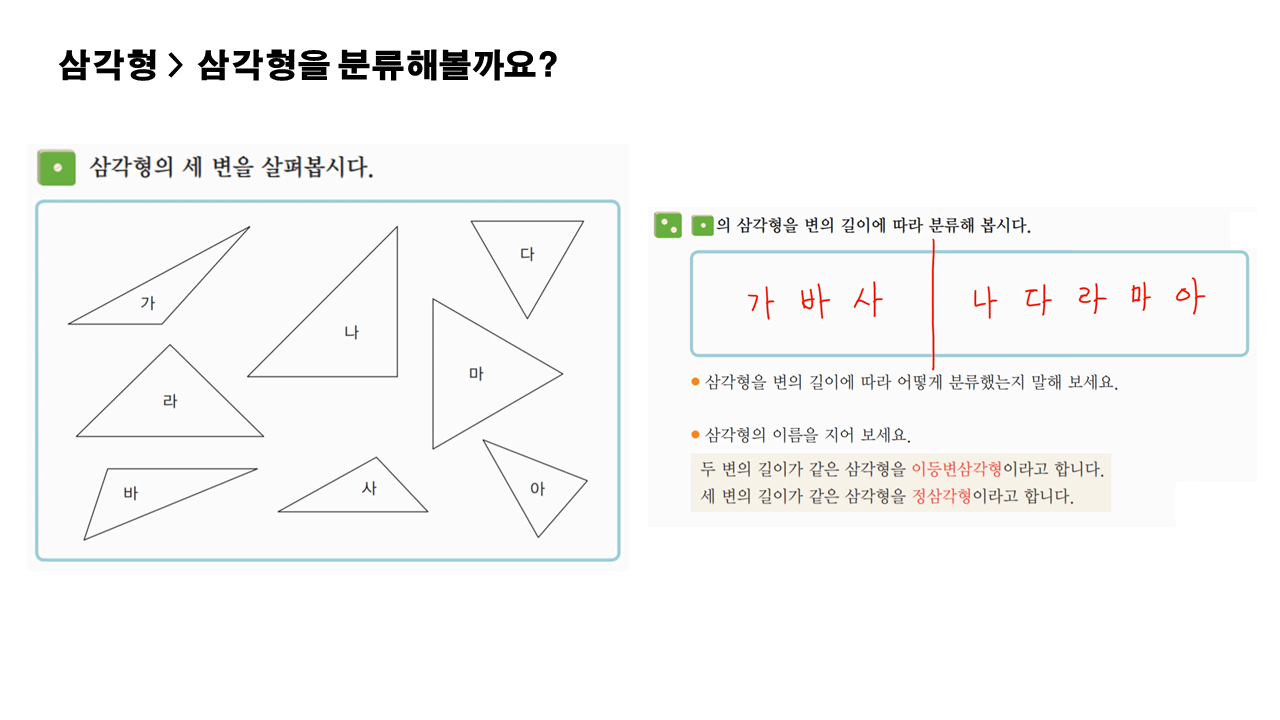 삼각형 > 삼각형을 분류해볼까요?
삼각형의 세 변을 살펴봅시다.
가
나
다
라
마
바
사
아
의 삼각형을 변의 길이에 따라 분류해 봅시다.
가 바 사 나 다 라 마 아
삼각형을 변의 길이에 따라 어떻게 분류했는지 말해 보세요.
삼각형의 이름을 지어 보세요.
두 변의 길이가 같은 삼각형을 이등변삼각형이라고 합니다.
세 변의 길이가 같은 삼각형을 정삼각형이라고 합니다.